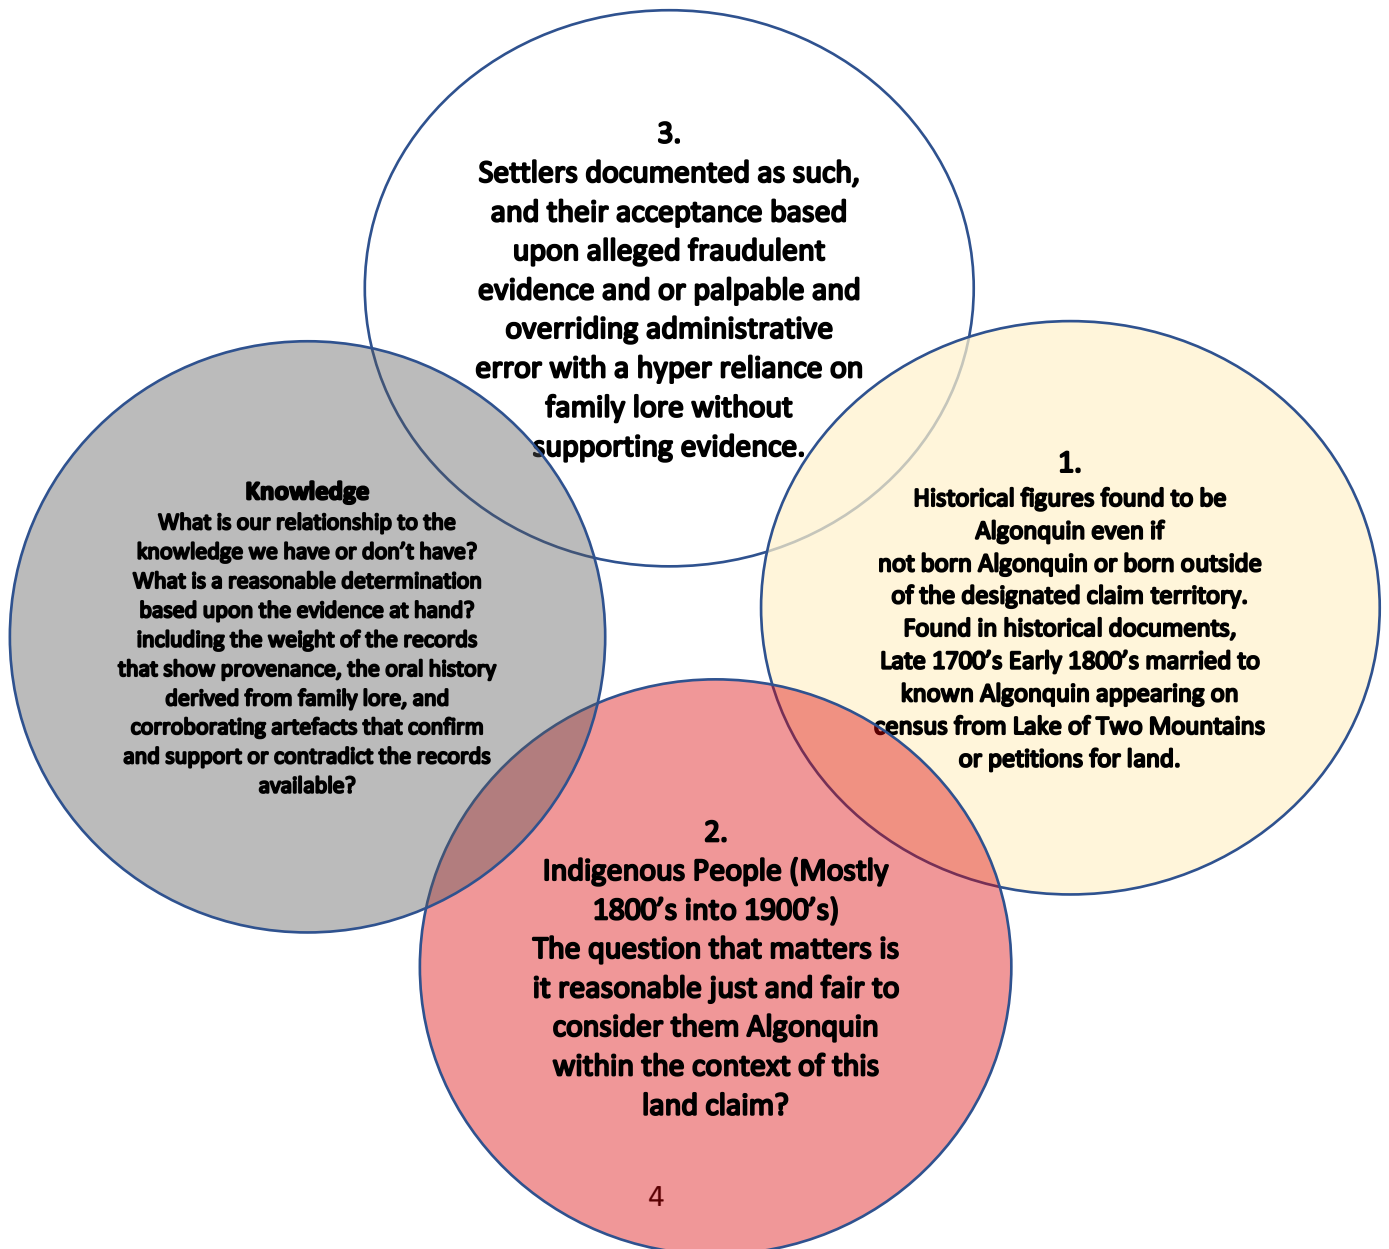 3.
Settlers documented as such,
and their acceptance based
upon alleged fraudulent
evidence and or palpable and
overriding administrative
error with a hyper reliance on
family lore without
supporting evidence.
1.
Historical figures found to be
Algonquin even if
not born Algonquin or born outside
of the designated claim territory.
Found in historical documents,
Late 1700’s Early 1800’s married to
known Algonquin appearing on
census from Lake of Two Mountains
or petitions for land.
Knowledge
What is our relationship to the
knowledge we have or don’t have?
What is a reasonable determination
based upon the evidence at hand?
including the weight of the records
that show provenance, the oral history
derived from family lore, and
corroborating artefacts that confirm
and support or contradict the records
available?
2.
Indigenous People (Mostly
1800’s into 1900’s)
The question that matters is
it reasonable just and fair to
consider them Algonquin
within the context of this
land claim?
4